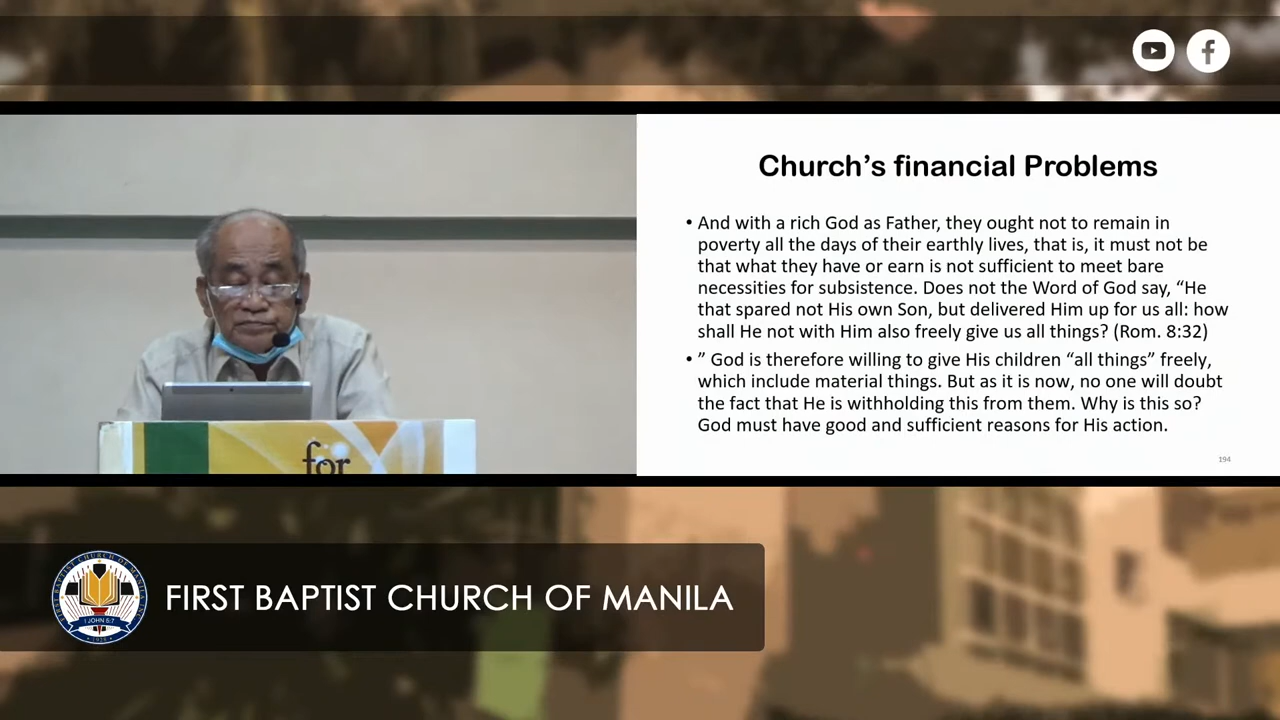 Church’s financial Problems
• And with a rich God as Father, they ought not to remain in
poverty all the days of their earthly lives, that is, it must not be
that what they have or earn is not sufficient to meet bare
necessities for subsistence. Does not the Word of God say, “He
that spared not His own Son, but delivered Him up for us all: how
shall He not with Him also freely give us all things? (Rom. 8:32)
• ” God is therefore willing to give His children “all things” freely,
which include material things. But as it is now, no one will doubt
the fact that He is withholding this from them. Why is this so?
God must have good and sufficient reasons for His action.
194
for
FIRST BAPTIST CHURCH OF MANILA
I JOHN 5:7